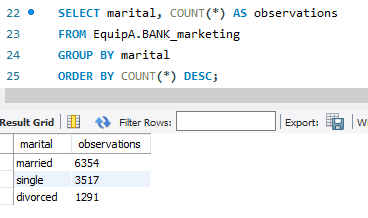 22 SELECT marital, COUNT(*) AS observations
23 FROM EquipA.BANK_marketing
24 GROUP BY marital
25 ORDER BY COUNT(*) DESC;
Result Grid Filter Rows: Export:
marital observations
married 6354
single 3517
divorced 1291